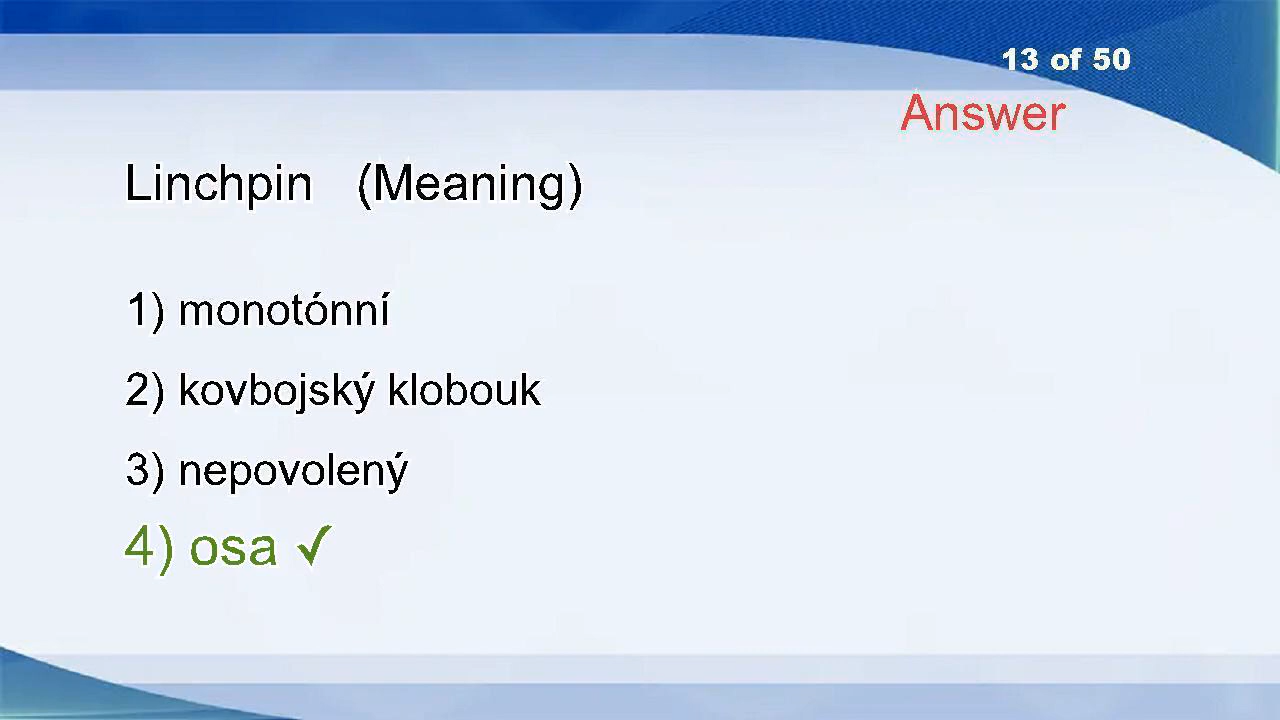 13 of 50
Answer
Linchpin (Meaning)
1) monotónní
2) kovbojský klobouk
3) nepovolený
4) osa ✓